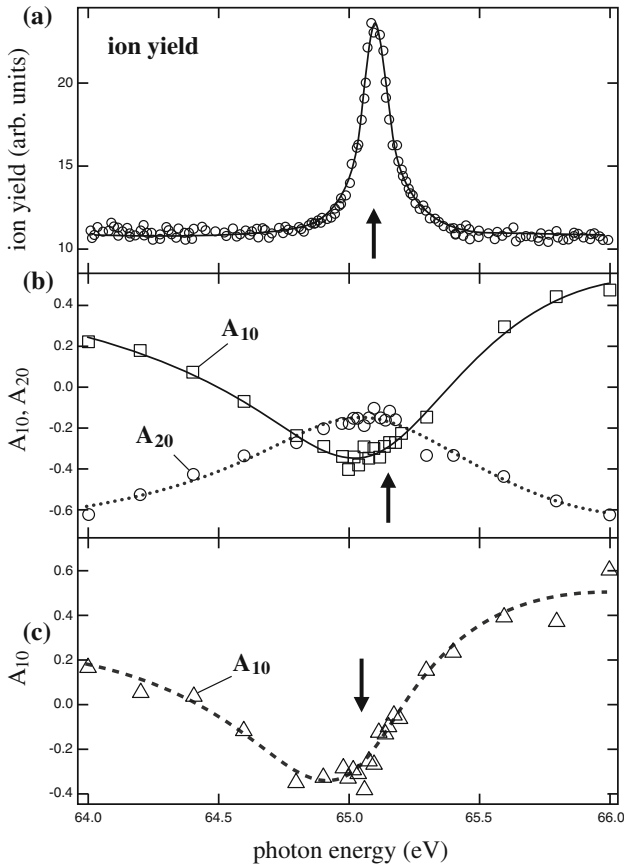 (a)
ion yield
ion yield (arb. units)
20
15
10
(b)
A10
A20
A10, A20
0.4
0.2
0.0
-0.2
-0.4
-0.6
(c)
A10
A10
0.6
0.4
0.2
0.0
-0.2
-0.4
64.0
64.5
65.0
65.5
66.0
photon energy (eV)